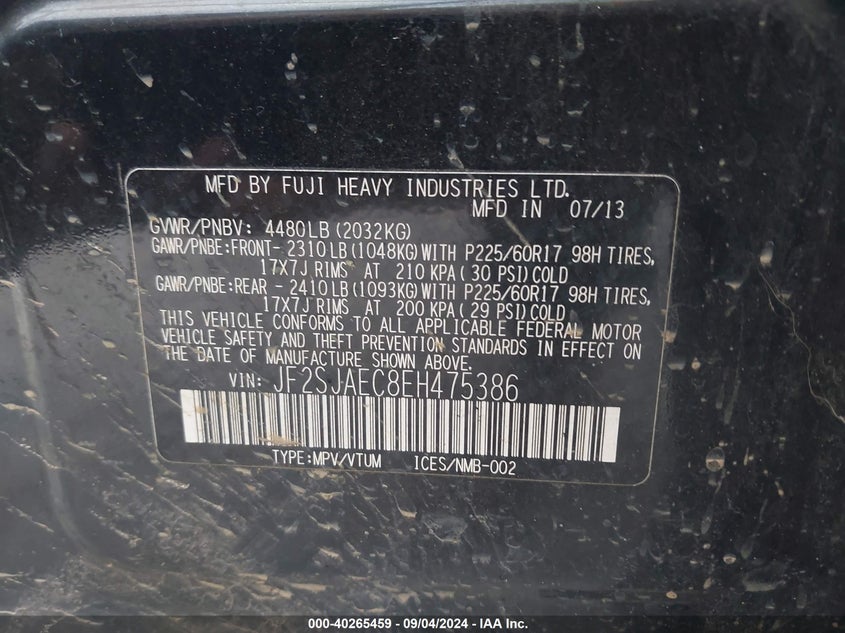 MFD BY FUJI HEAVY INDUSTRIES LTD.
MFD IN 07/13
GVWR/PNBV: 4480LB (2032KG)
GAWR/PNBE:FRONT- 2310 LB (1048KG) WITH P225/60R17 98H TIRES,
17X7J RIMS AT 210 KPA ( 30 PSI) COLD
GAWR/PNBE:REAR - 2410 LB (1093KG) WITH P225/60R17 98H TIRES,
17X7J RIMS AT 200 KPA ( 29 PSI) COLD
THIS VEHICLE CONFORMS TO ALL APPLICABLE FEDERAL MOTOR
VEHICLE SAFETY AND THEFT PREVENTION STANDARDS IN EFFECT ON
THE DATE OF MANUFACTURE SHOWN ABOVE.
VIN: JF2SJAEC8EH475386
TYPE:MPV/VTUM ICES/NMB-002
000-40265459 - 09/04/2024 - IAA Inc.